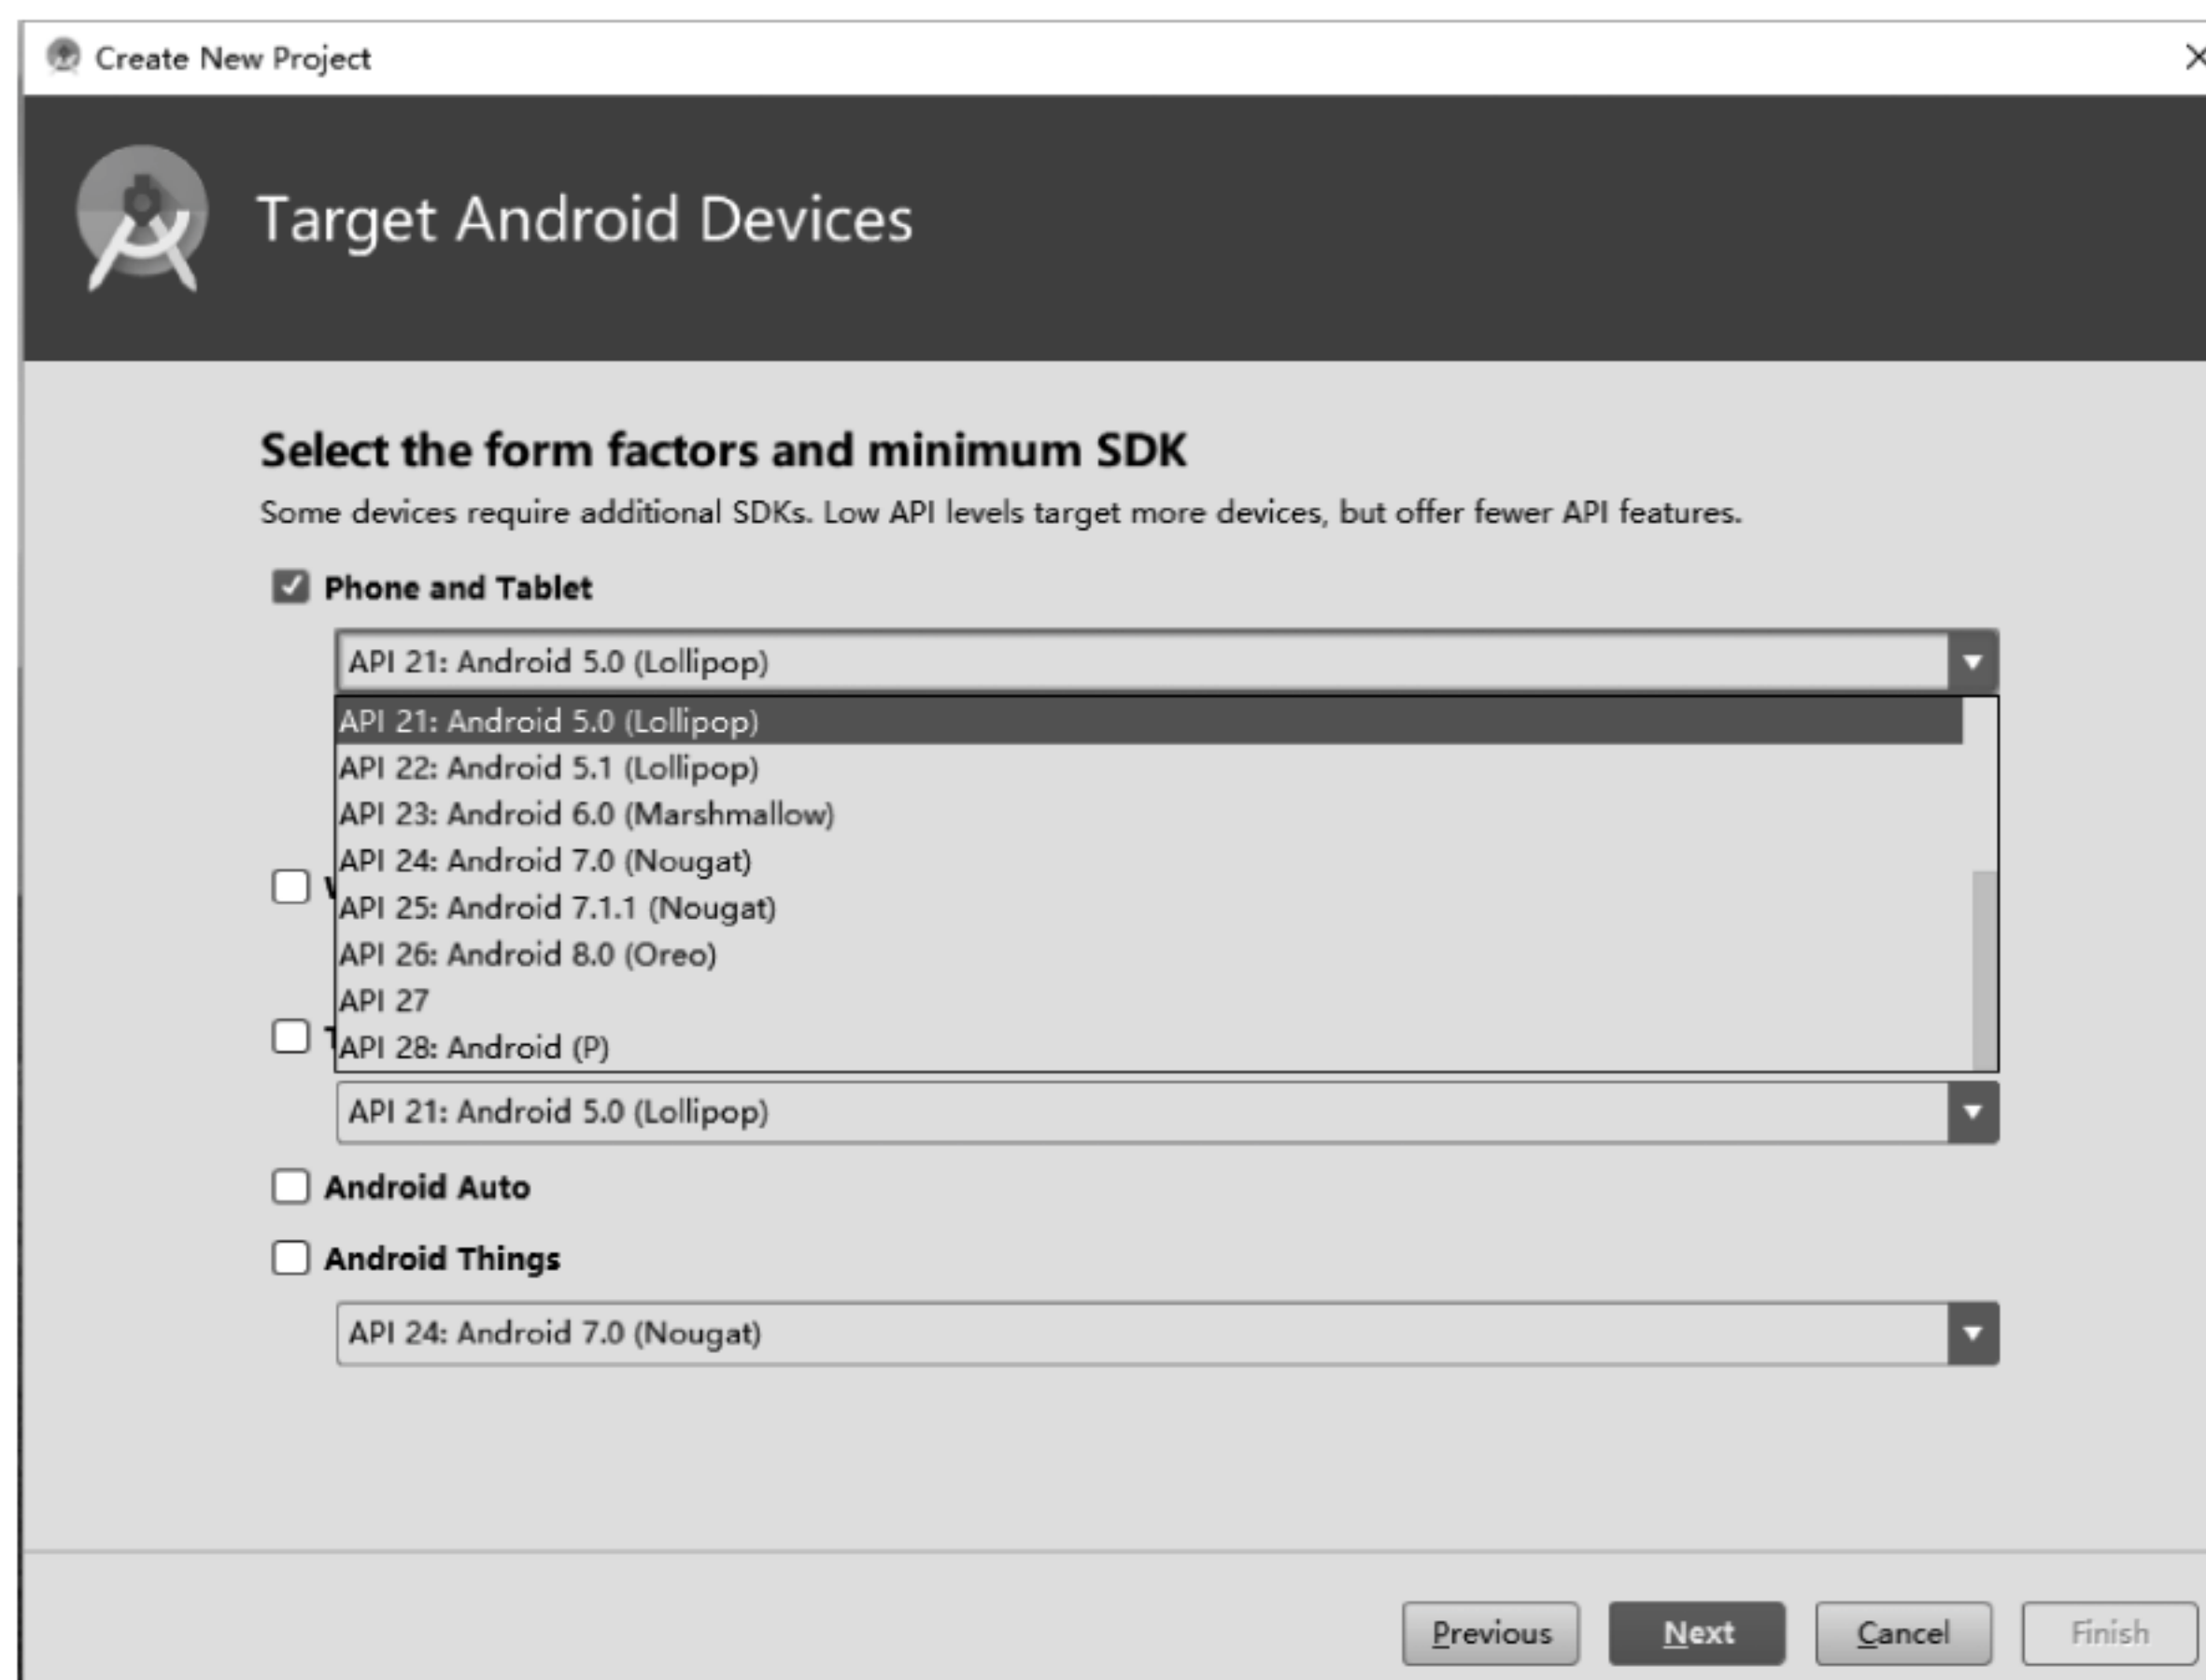 Create New Project
Target Android Devices
Select the form factors and minimum SDK
Some devices require additional SDKs. Low API levels target more devices, but offer fewer API features.
Phone and Tablet
API 21: Android 5.0 (Lollipop)
API 21: Android 5.0 (Lollipop)
API 22: Android 5.1 (Lollipop)
API 23: Android 6.0 (Marshmallow)
API 24: Android 7.0 (Nougat)
API 25: Android 7.1.1 (Nougat)
API 26: Android 8.0 (Oreo)
API 27
API 28: Android (P)
API 21: Android 5.0 (Lollipop)
Android Auto
Android Things
API 24: Android 7.0 (Nougat)
Previous Next Cancel Finish